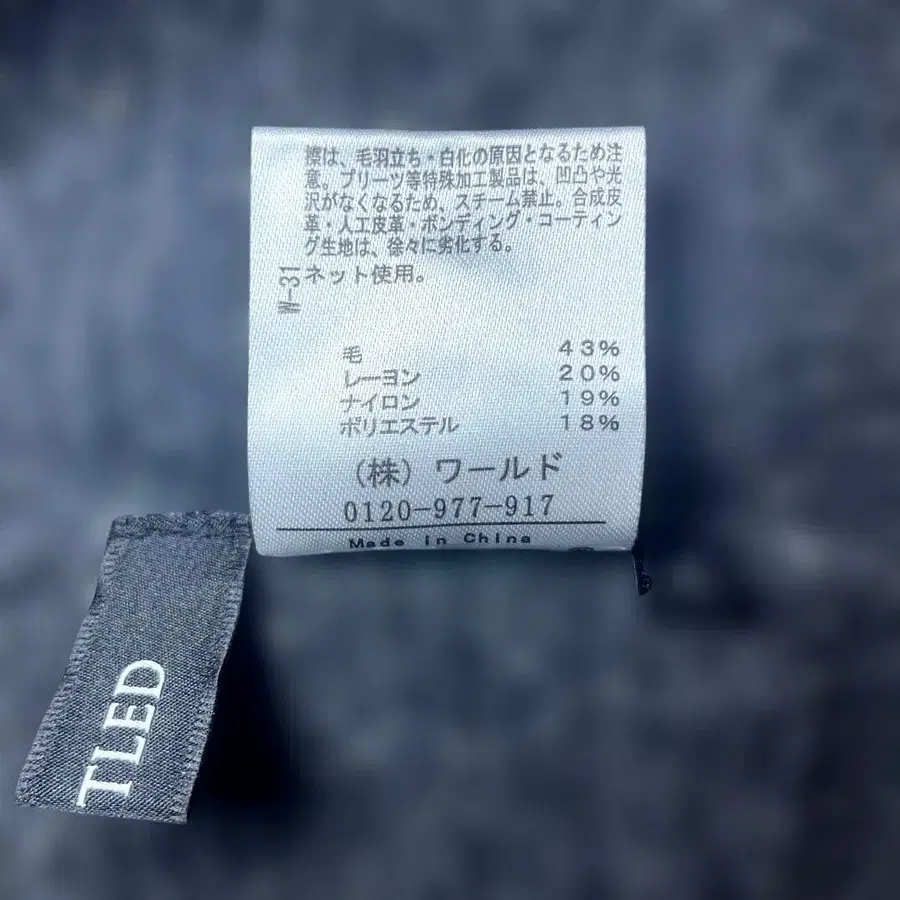 擦は、毛羽立ち・白化の原因となるため注
意。プリーツ等特殊加工製品は、凹凸や光
沢がなくなるため、スチーム禁止。合成皮
革・人工皮革・ボンディング・コーティン
グ生地は、徐々に劣化する。
ネット使用。
W-31
毛 43%
レーヨン 20%
ナイロン 19%
ポリエステル 18%
(株) ワールド
0120-977-917
Made in China
TLED